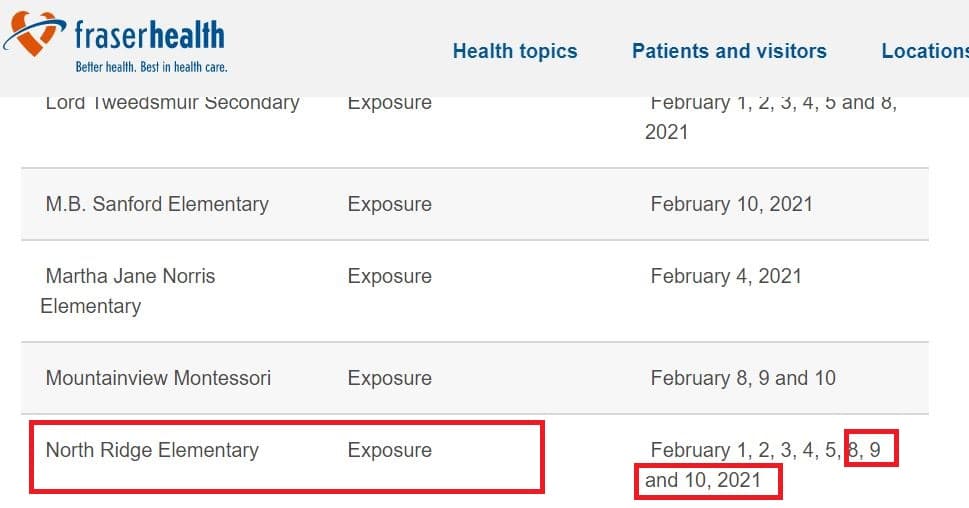 fraserhealth
Better health. Best in health care.
Health topics
Patients and visitors
Locations
Lord Tweedsmuir Secondary Exposure February 1, 2, 3, 4, 5 and 8,
2021
M.B. Sanford Elementary Exposure February 10, 2021
Martha Jane Norris Exposure February 4, 2021
Elementary
Mountainview Montessori Exposure February 8, 9 and 10
North Ridge Elementary Exposure February 1, 2, 3, 4, 5, 8, 9
and 10, 2021